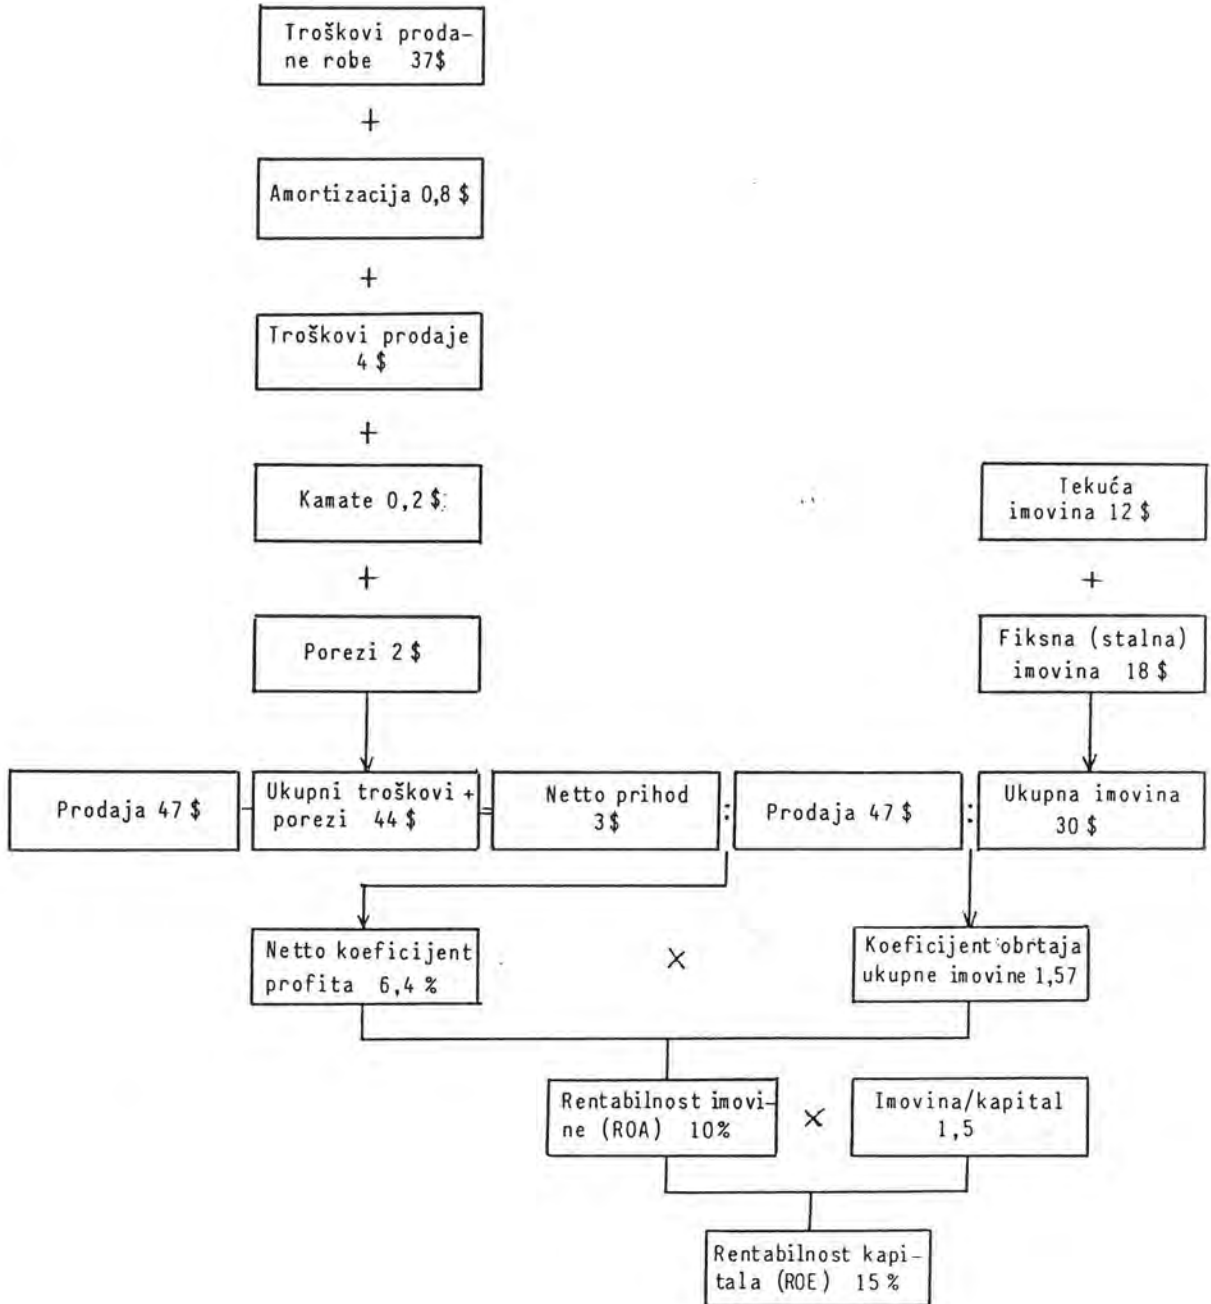 Troškovi proda-
ne robe 37$
+
Amortizacija 0,8 $
+
Troškovi prodaje
4 $
+
Kamate 0,2 $
+
Porezi 2 $
Tekuća
imovina 12 $
+
Fiksna (stalna)
imovina 18 $
Prodaja 47 $
-
Ukupni troškovi +
porezi 44 $
=
Netto prihod
3 $
:
Prodaja 47 $
:
Ukupna imovina
30 $
Netto koeficijent
profita 6,4 %
×
Koeficijent obrtaja
ukupne imovine 1,57
Rentabilnost imovi-
ne (ROA) 10%
×
Imovina/kapital
1,5
Rentabilnost kapi-
tala (ROE) 15 %